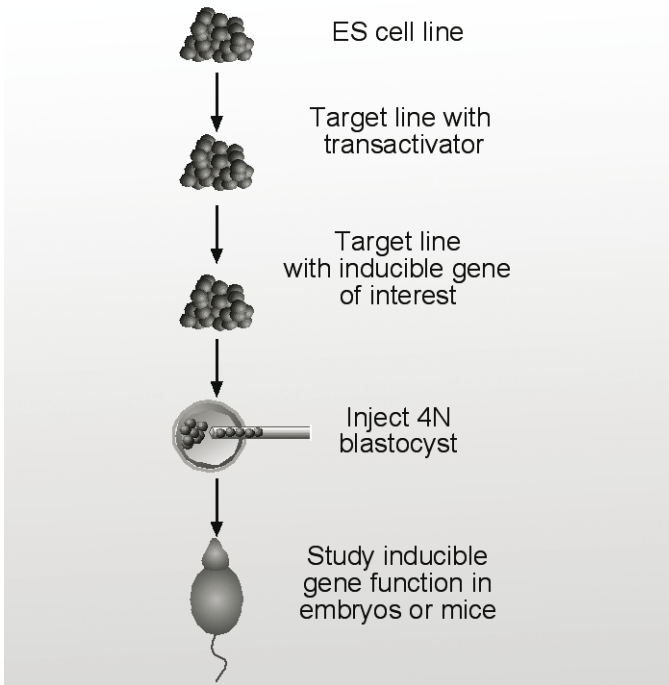 ES cell line
Target line with
transactivator
Target line
with inducible gene
of interest
Inject 4N
blastocyst
Study inducible
gene function in
embryos or mice